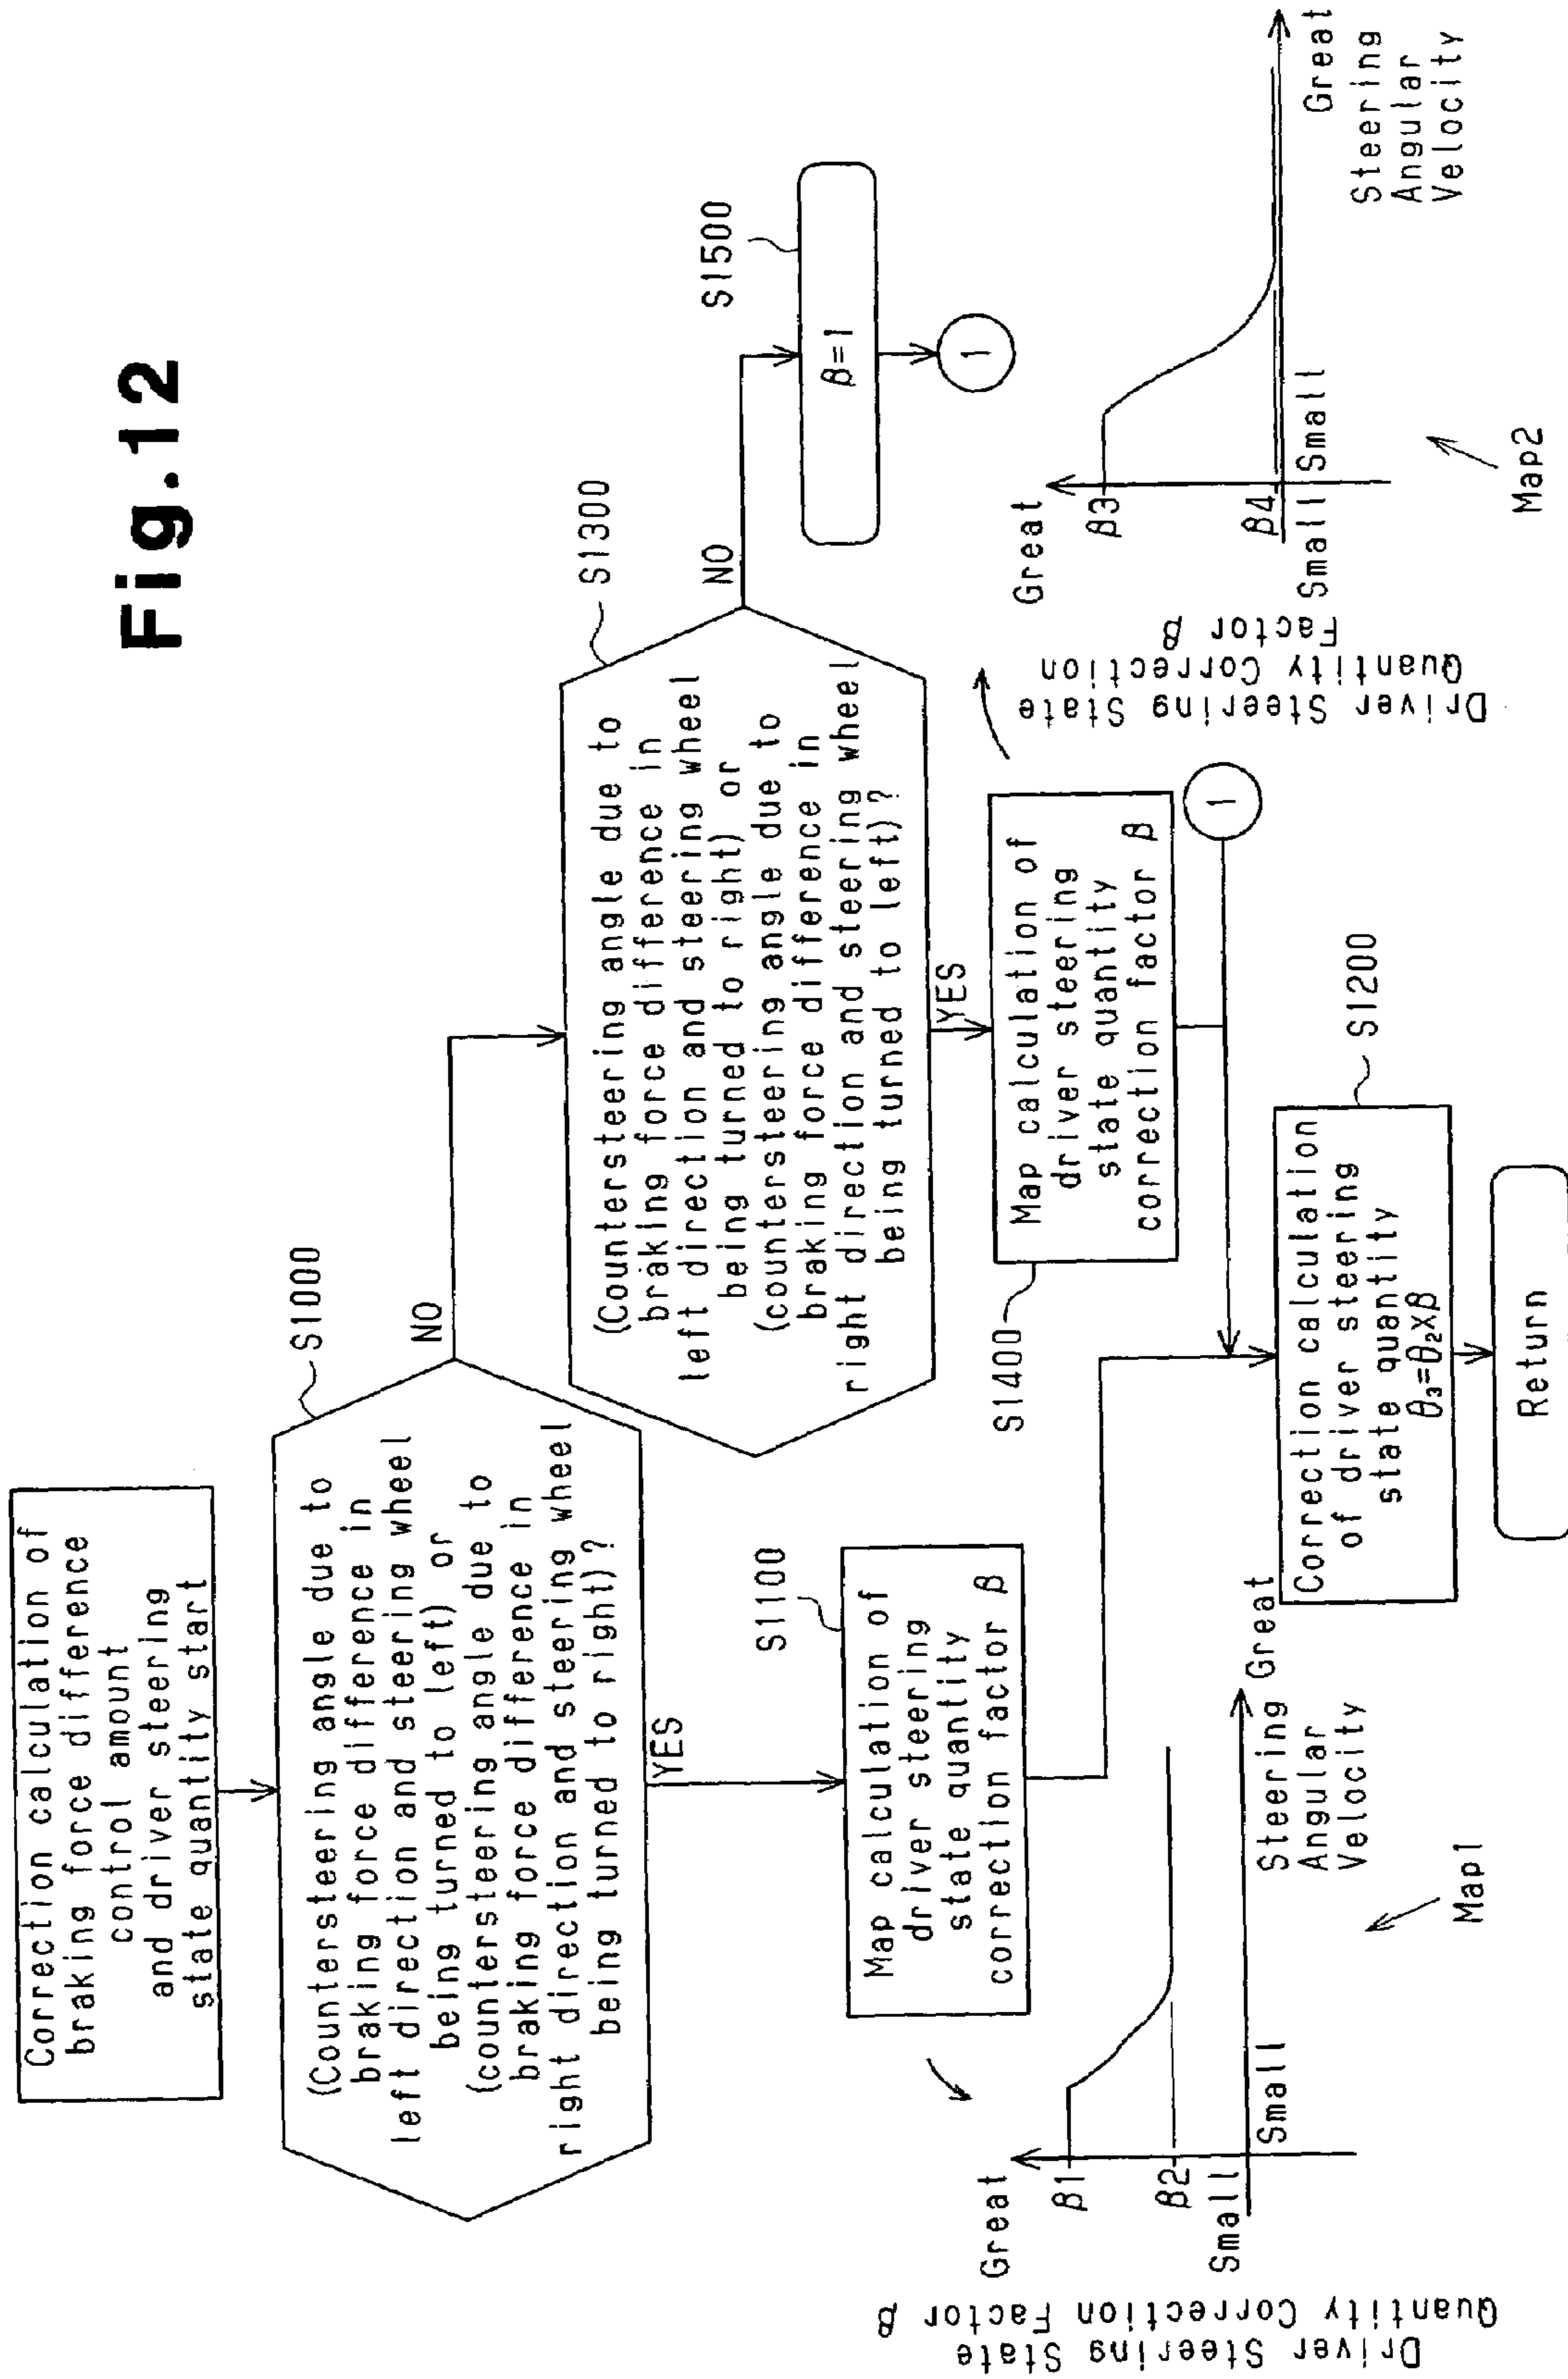 Fig.12
Correction calculation of
braking force difference
control amount
and driver steering
state quantity start
S1000
(Countersteering angle due to
braking force difference in
left direction and steering wheel
being turned to left) or
(countersteering angle due to
braking force difference in
right direction and steering wheel
being turned to right)?
NO
YES
S1300
(Countersteering angle due to
braking force difference in
left direction and steering wheel
being turned to right) or
(countersteering angle due to
braking force difference in
right direction and steering wheel
being turned to left)?
NO
YES
S1500
β=1
1
S1100
Map calculation of
driver steering
state quantity
correction factor β
S1400
Map calculation of
driver steering
state quantity
correction factor β
1
S1200
Correction calculation
of driver steering
state quantity
θ₃=θ₂×β
Return
Driver Steering State
Quantity Correction Factor β
Great
β1
β2
Small
Small
Great
Steering
Angular
Velocity
Map1
Driver Steering State
Quantity Correction
Factor β
Great
β3
β4
Small
Small
Great
Steering
Angular
Velocity
Map2